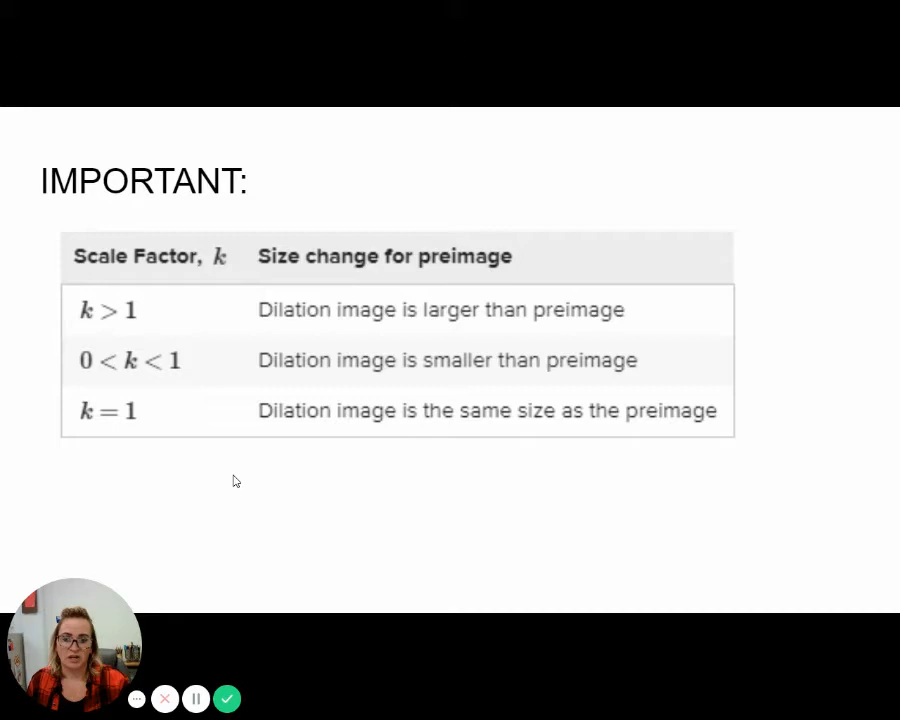 IMPORTANT:
Scale Factor, k Size change for preimage
k > 1 Dilation image is larger than preimage
0 < k < 1 Dilation image is smaller than preimage
k = 1 Dilation image is the same size as the preimage